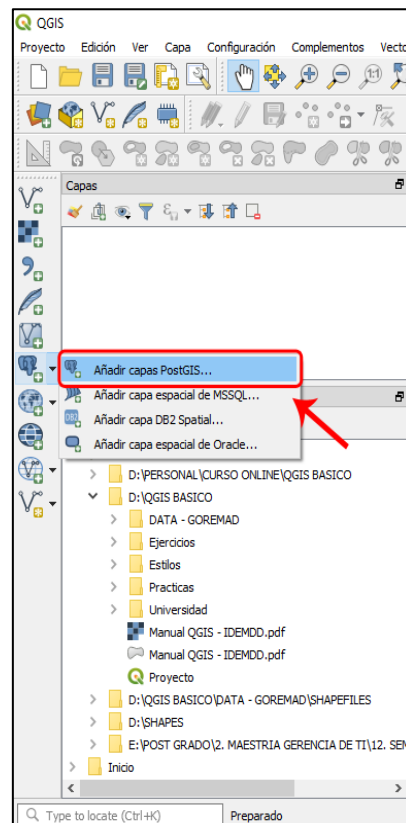 QGIS
Proyecto Edición Ver Capa Configuración Complementos Vecto
1:1
Capas
Añadir capas PostGIS...
Añadir capa espacial de MSSQL...
DB2 Añadir capa DB2 Spatial...
Añadir capa espacial de Oracle...
D:\PERSONAL\CURSO ONLINE\QGIS BASICO
D:\QGIS BASICO
DATA - GOREMAD
Ejercicios
Estilos
Practicas
Universidad
Manual QGIS - IDEMDD.pdf
Manual QGIS - IDEMDD.pdf
Proyecto
D:\QGIS BASICO\DATA - GOREMAD\SHAPEFILES
D:\SHAPES
E:\POST GRADO\2. MAESTRIA GERENCIA DE TI\12. SEM
Inicio
Type to locate (Ctrl+K) Preparado